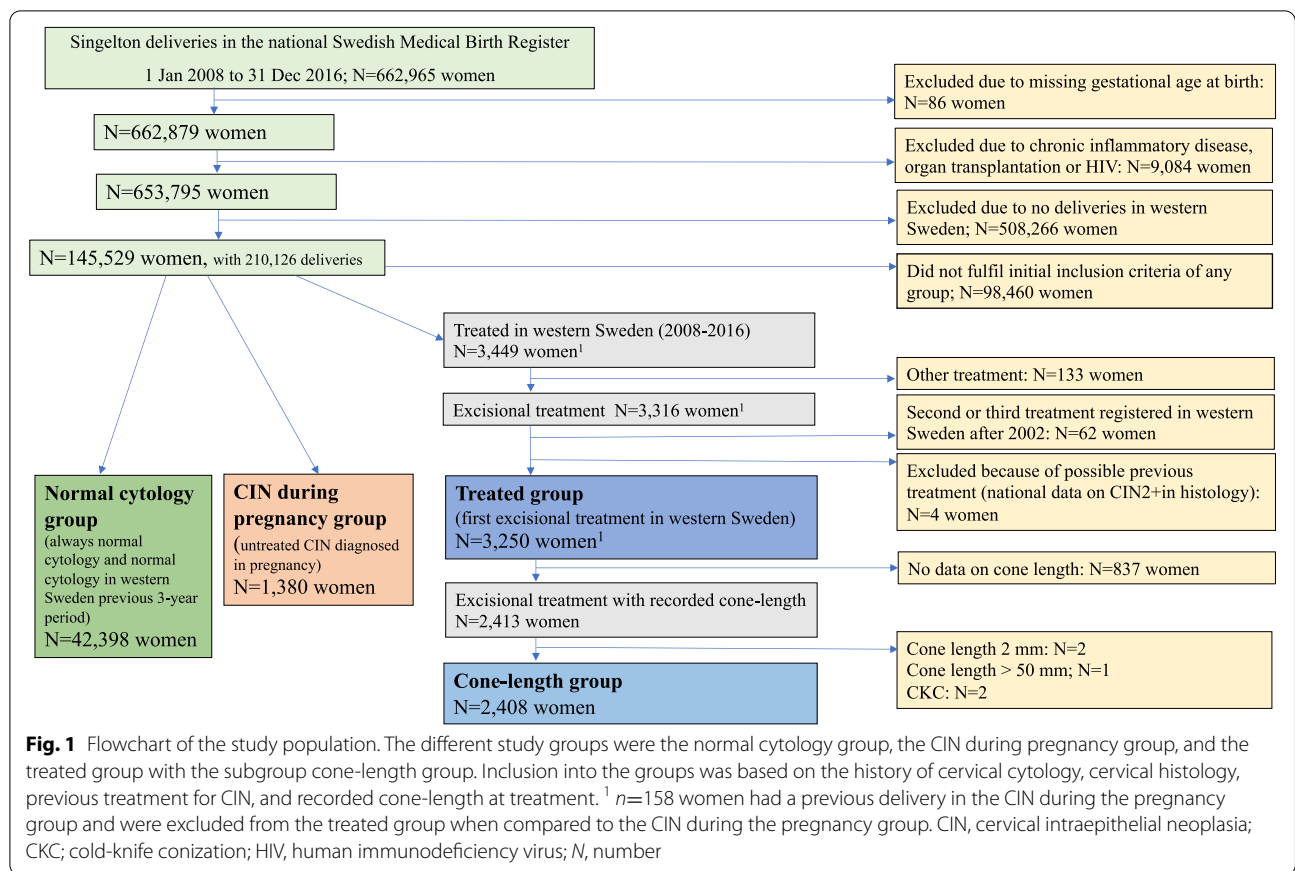 Singelton deliveries in the national Swedish Medical Birth Register
1 Jan 2008 to 31 Dec 2016; N=662,965 women
Excluded due to missing gestational age at birth:
N=86 women
N=662,879 women
Excluded due to chronic inflammatory disease,
organ transplantation or HIV: N=9,084 women
N=653,795 women
Excluded due to no deliveries in western
Sweden; N=508,266 women
N=145,529 women, with 210,126 deliveries
Did not fulfil initial inclusion criteria of any
group; N=98,460 women
Treated in western Sweden (2008-2016)
N=3,449 women¹
Other treatment: N=133 women
Excisional treatment N=3,316 women¹
Second or third treatment registered in western
Sweden after 2002: N=62 women
Excluded because of possible previous
treatment (national data on CIN2+in histology):
N=4 women
Normal cytology
group
(always normal
cytology and normal
cytology in western
Sweden previous 3-year
period)
N=42,398 women
CIN during
pregnancy group
(untreated CIN diagnosed
in pregnancy)
N=1,380 women
Treated group
(first excisional treatment in western Sweden)
N=3,250 women¹
No data on cone length: N=837 women
Excisional treatment with recorded cone-length
N=2,413 women
Cone length 2 mm: N=2
Cone length > 50 mm; N=1
CKC: N=2
Cone-length group
N=2,408 women
Fig. 1 Flowchart of the study population. The different study groups were the normal cytology group, the CIN during pregnancy group, and the
treated group with the subgroup cone-length group. Inclusion into the groups was based on the history of cervical cytology, cervical histology,
previous treatment for CIN, and recorded cone-length at treatment. ¹ n=158 women had a previous delivery in the CIN during the pregnancy
group and were excluded from the treated group when compared to the CIN during the pregnancy group. CIN, cervical intraepithelial neoplasia;
CKC; cold-knife conization; HIV, human immunodeficiency virus; N, number